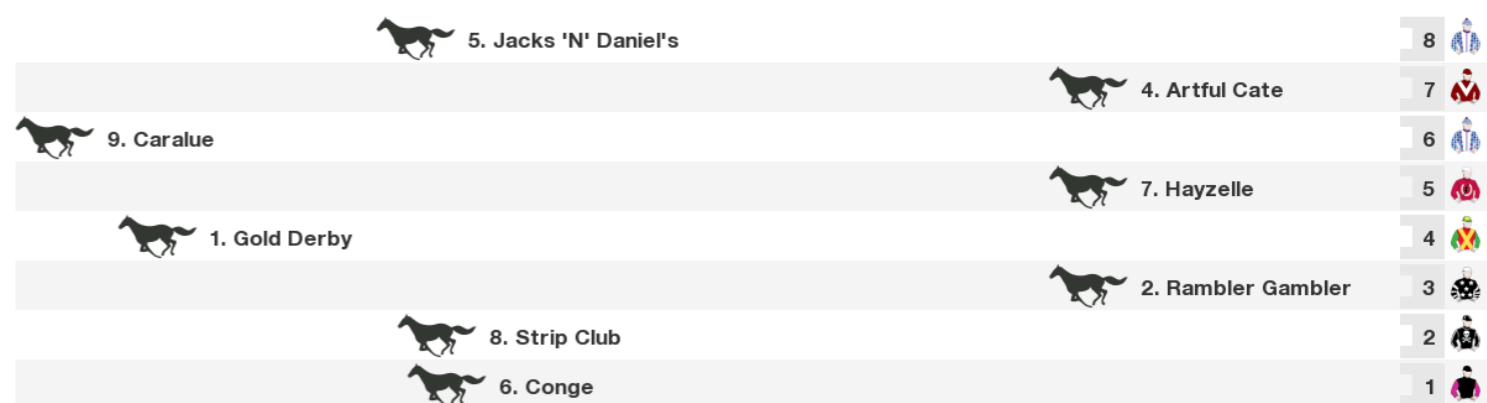 5. Jacks 'N' Daniel's 8
4. Artful Cate 7
9. Caralue 6
7. Hayzelle 5
1. Gold Derby 4
2. Rambler Gambler 3
8. Strip Club 2
6. Conge 1